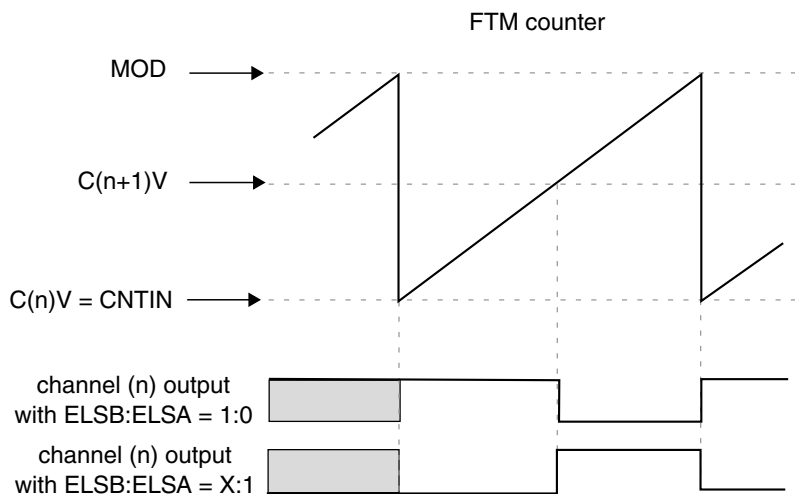 FTM counter
MOD
C(n+1)V
C(n)V = CNTIN
channel (n) output
with ELSB:ELSA = 1:0
channel (n) output
with ELSB:ELSA = X:1